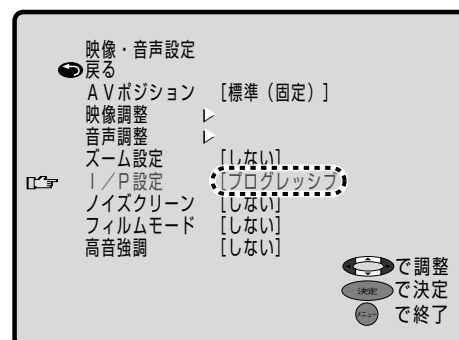 映像・音声設定
戻る
AVポジション [標準(固定)]
映像調整
音声調整
ズーム設定 [しない]
I/P設定 [プログレッシブ]
ノイズクリーン [しない]
フィルムモード [しない]
高音強調 [しない]
で調整
決定 で決定
メニュー で終了